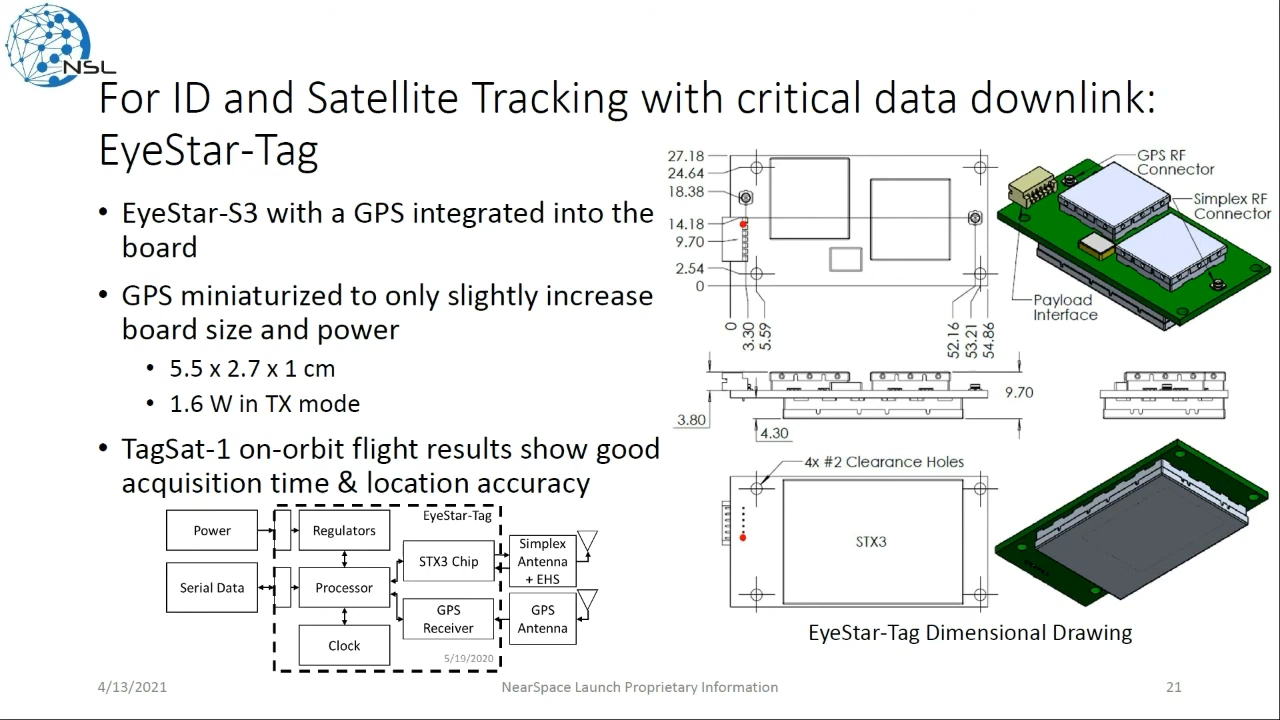 NSL
For ID and Satellite Tracking with critical data downlink:
EyeStar-Tag
• EyeStar-S3 with a GPS integrated into the
board
• GPS miniaturized to only slightly increase
board size and power
• 5.5 x 2.7 x 1 cm
• 1.6 W in TX mode
• TagSat-1 on-orbit flight results show good
acquisition time & location accuracy
Power
Serial Data
EyeStar-Tag
Regulators
Processor
Clock
STX3 Chip
GPS
Receiver
Simplex
Antenna
+ EHS
GPS
Antenna
5/19/2020
27.18
24.64
18.38
14.18
9.70
2.54
0
0
3.30
5.59
52.16
53.21
54.86
GPS RF
Connector
Simplex RF
Connector
Payload
Interface
3.80
4.30
9.70
4x #2 Clearance Holes
STX3
EyeStar-Tag Dimensional Drawing
4/13/2021
NearSpace Launch Proprietary Information
21